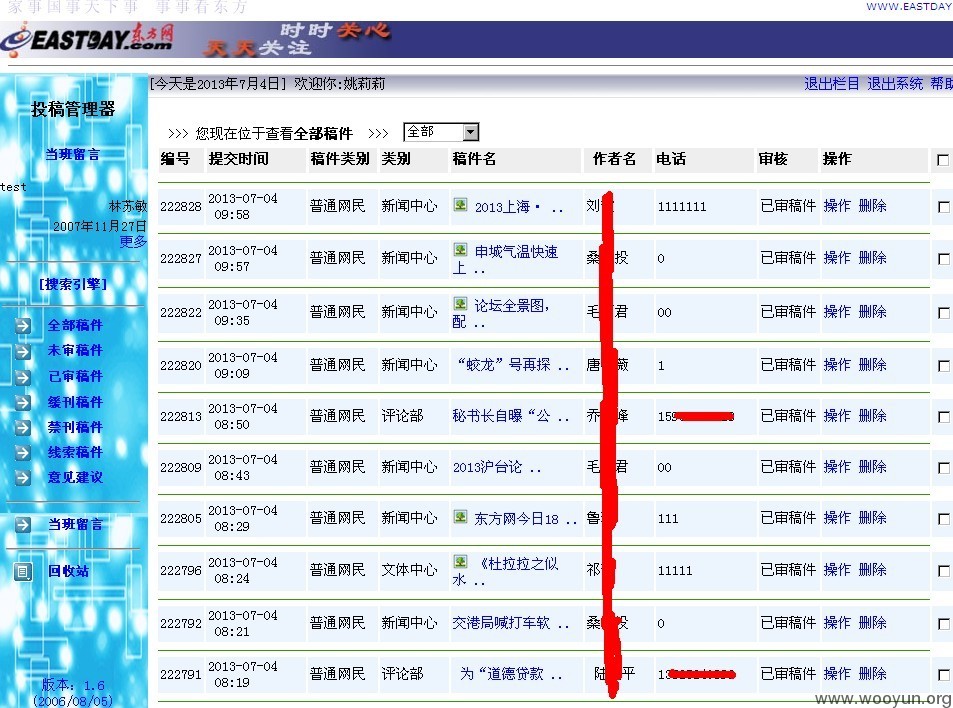 家事国事天下事 事事看东方
WWW.EASTDAY
EASTDAY.com 东方网
时时关心
天天关注
[今天是2013年7月4日] 欢迎你:姚莉莉
退出栏目 退出系统 帮助
投稿管理器
当班留言
test
林苏敏
2007年11月27日
更多
[搜索引擎]
全部稿件
未审稿件
已审稿件
缓刊稿件
禁刊稿件
线索稿件
意见建议
当班留言
回收站
版本: 1.6
(2006/08/05)
>>> 您现在位于查看全部稿件 >>> 全部
编号 提交时间 稿件类别 类别 稿件名 作者名 电话 审核 操作
222828 2013-07-04 09:58 普通网民 新闻中心 2013上海· .. 刘 1111111 已审稿件 操作 删除
222827 2013-07-04 09:57 普通网民 新闻中心 申城气温快速上 .. 桑 投 0 已审稿件 操作 删除
222822 2013-07-04 09:35 普通网民 新闻中心 论坛全景图，配 .. 毛 君 00 已审稿件 操作 删除
222820 2013-07-04 09:09 普通网民 新闻中心 “蛟龙”号再探 .. 唐 薇 1 已审稿件 操作 删除
222813 2013-07-04 08:50 普通网民 评论部 秘书长自曝“公 .. 乔 峰 15 已审稿件 操作 删除
222809 2013-07-04 08:43 普通网民 新闻中心 2013沪台论 .. 毛 君 00 已审稿件 操作 删除
222805 2013-07-04 08:29 普通网民 新闻中心 东方网今日18 .. 鲁 111 已审稿件 操作 删除
222796 2013-07-04 08:24 普通网民 文体中心 《杜拉拉之似水 .. 祁 11111 已审稿件 操作 删除
222792 2013-07-04 08:21 普通网民 新闻中心 交港局喊打车软 .. 桑 投 0 已审稿件 操作 删除
222791 2013-07-04 08:19 普通网民 评论部 为“道德贷款 .. 陆 平 13 已审稿件 操作 删除
www.wooyun.org